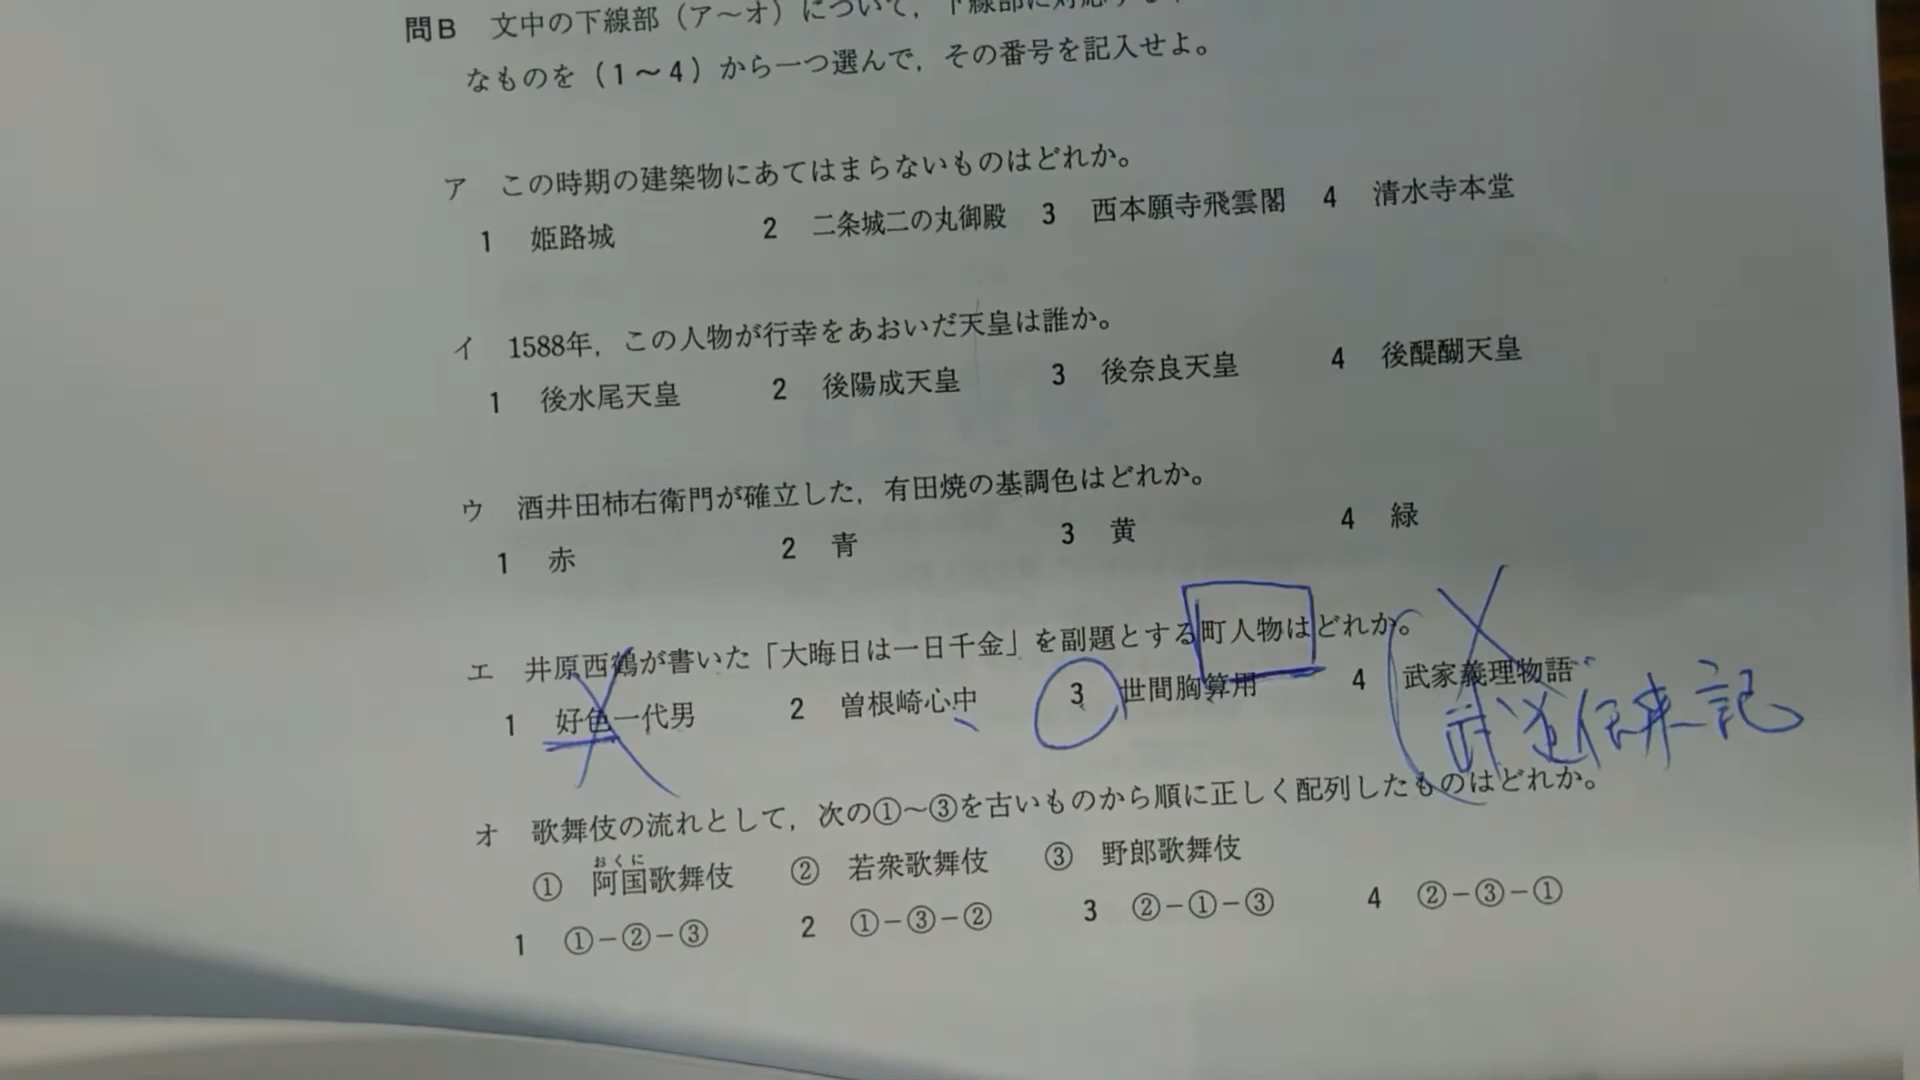 問B 文中の下線部（ア～オ）について，下線部に対応する
なものを（1～4）から一つ選んで，その番号を記入せよ。
ア この時期の建築物にあてはまらないものはどれか。
1 姫路城 2 二条城二の丸御殿 3 西本願寺飛雲閣 4 清水寺本堂
イ 1588年，この人物が行幸をあおいだ天皇は誰か。
1 後水尾天皇 2 後陽成天皇 3 後奈良天皇 4 後醍醐天皇
ウ 酒井田柿右衛門が確立した，有田焼の基調色はどれか。
1 赤 2 青 3 黄 4 緑
エ 井原西鶴が書いた「大晦日は一日千金」を副題とする町人物はどれか。
1 好色一代男 2 曽根崎心中 3 世間胸算用 4 武家義理物語
武道伝来記
オ 歌舞伎の流れとして，次の①～③を古いものから順に正しく配列したものはどれか。
おくに
① 阿国歌舞伎 ② 若衆歌舞伎 ③ 野郎歌舞伎
1 ①－②－③ 2 ①－③－② 3 ②－①－③ 4 ②－③－①